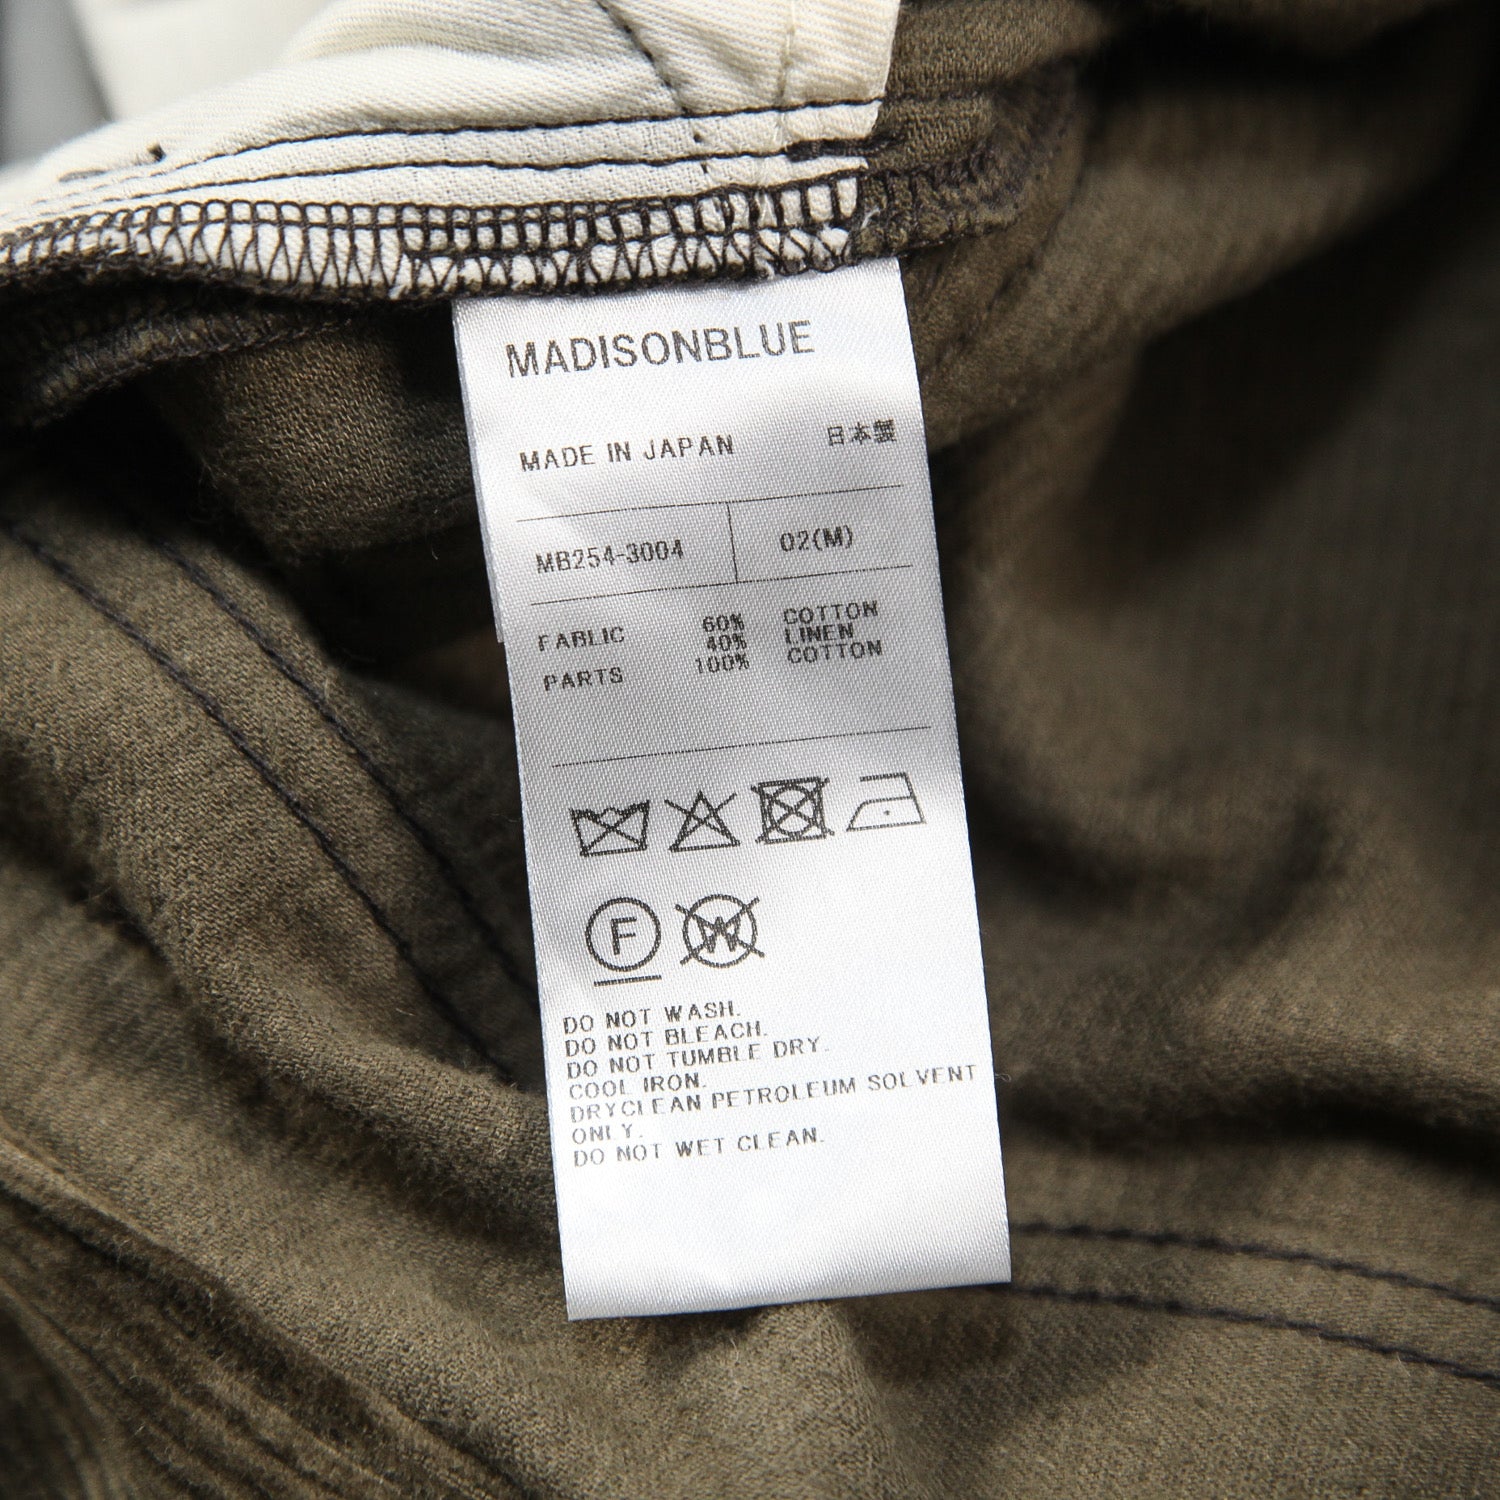 MADISONBLUE
MADE IN JAPAN 日本製
MB254-3004 02(M)
FABLIC 60% COTTON
40% LINEN
PARTS 100% COTTON
F
W
DO NOT WASH.
DO NOT BLEACH.
DO NOT TUMBLE DRY.
COOL IRON.
DRYCLEAN PETROLEUM SOLVENT
ONLY.
DO NOT WET CLEAN.